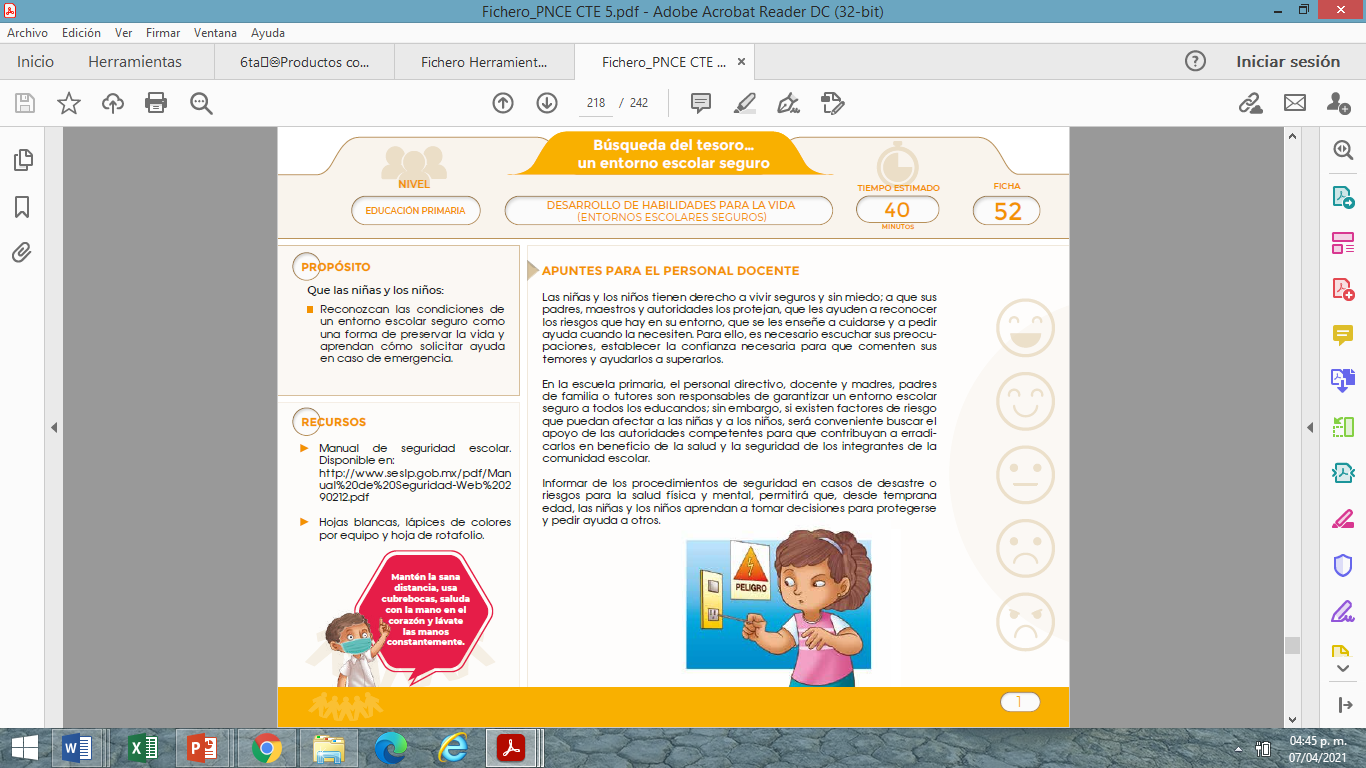 Fichero_PNCE CTE 5.pdf - Adobe Acrobat Reader DC (32-bit)
Archivo Edición Ver Firmar Ventana Ayuda
Inicio Herramientas 6ta▯⊗Productos co... Fichero Herramient... Fichero_PNCE CTE ... × ? Iniciar sesión
218 / 242
Búsqueda del tesoro...
un entorno escolar seguro
NIVEL
EDUCACIÓN PRIMARIA
DESARROLLO DE HABILIDADES PARA LA VIDA
(ENTORNOS ESCOLARES SEGUROS)
TIEMPO ESTIMADO
40
MINUTOS
FICHA
52
PROPÓSITO
Que las niñas y los niños:
Reconozcan las condiciones de
un entorno escolar seguro como
una forma de preservar la vida y
aprendan cómo solicitar ayuda
en caso de emergencia.
RECURSOS
Manual de seguridad escolar.
Disponible en:
http://www.seslp.gob.mx/pdf/Man
ual%20de%20Seguridad-Web%202
90212.pdf
Hojas blancas, lápices de colores
por equipo y hoja de rotafolio.
Mantén la sana
distancia, usa
cubrebocas, saluda
con la mano en el
corazón y lávate
las manos
constantemente.
APUNTES PARA EL PERSONAL DOCENTE
Las niñas y los niños tienen derecho a vivir seguros y sin miedo; a que sus
padres, maestros y autoridades los protejan, que les ayuden a reconocer
los riesgos que hay en su entorno, que se les enseñe a cuidarse y a pedir
ayuda cuando la necesiten. Para ello, es necesario escuchar sus preocu-
paciones, establecer la confianza necesaria para que comenten sus
temores y ayudarlos a superarlos.
En la escuela primaria, el personal directivo, docente y madres, padres
de familia o tutores son responsables de garantizar un entorno escolar
seguro a todos los educandos; sin embargo, si existen factores de riesgo
que puedan afectar a las niñas y a los niños, será conveniente buscar el
apoyo de las autoridades competentes para que contribuyan a erradi-
carlos en beneficio de la salud y la seguridad de los integrantes de la
comunidad escolar.
Informar de los procedimientos de seguridad en casos de desastre o
riesgos para la salud física y mental, permitirá que, desde temprana
edad, las niñas y los niños aprendan a tomar decisiones para protegerse
y pedir ayuda a otros.
PELIGRO
1
04:45 p. m.
07/04/2021